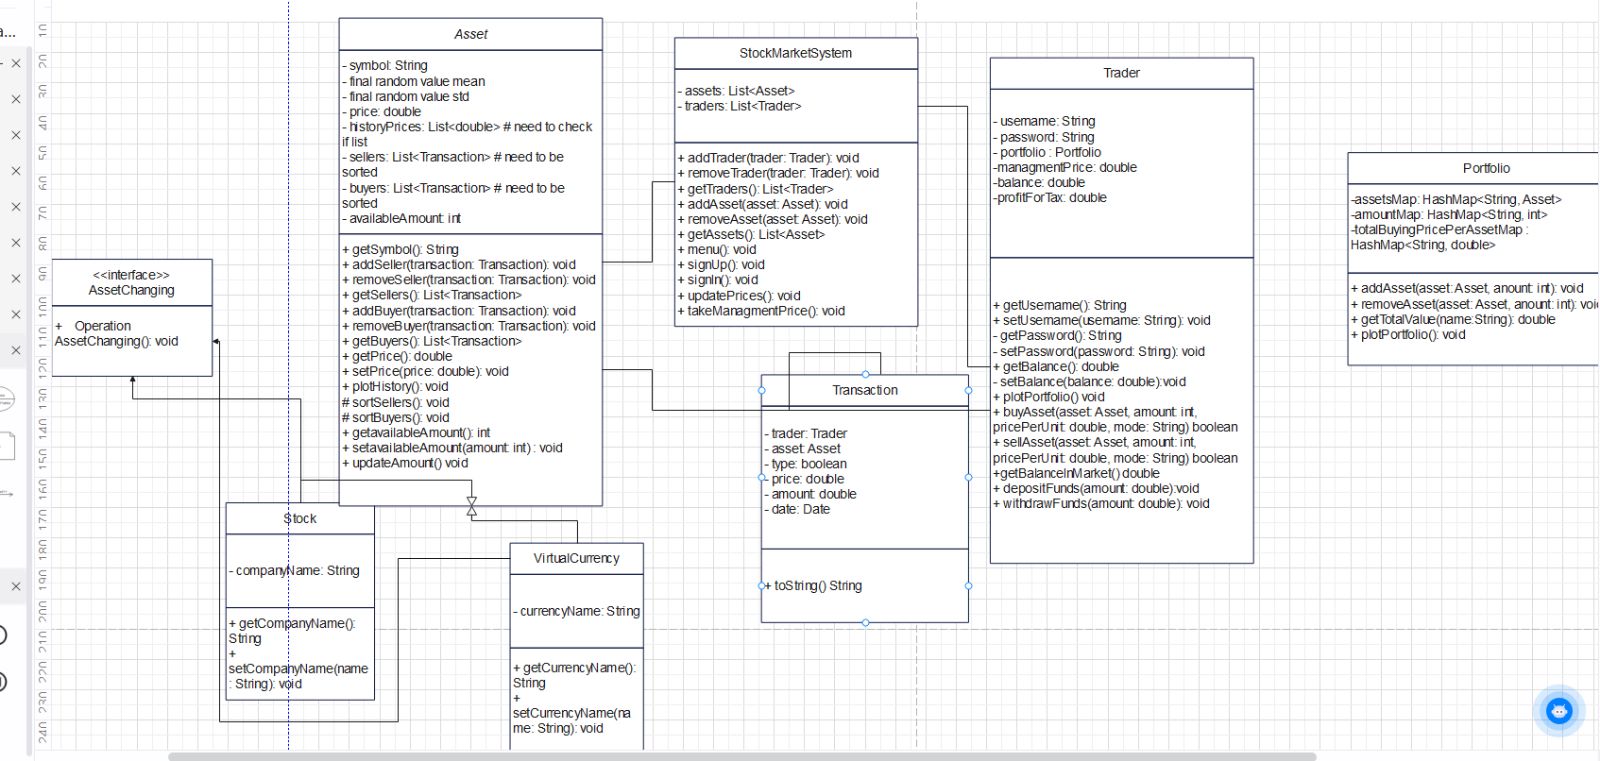 a...
Asset
- symbol: String
- final random value mean
- final random value std
- price: double
- historyPrices: List<double> # need to check
if list
- sellers: List<Transaction> # need to be
sorted
- buyers: List<Transaction> # need to be
sorted
- availableAmount: int
+ getSymbol(): String
+ addSeller(transaction: Transaction): void
+ removeSeller(transaction: Transaction): void
+ getSellers(): List<Transaction>
+ addBuyer(transaction: Transaction): void
+ removeBuyer(transaction: Transaction): void
+ getBuyers(): List<Transaction>
+ getPrice(): double
+ setPrice(price: double): void
+ plotHistory(): void
# sortSellers(): void
# sortBuyers(): void
+ getavailableAmount(): int
+ setavailableAmount(amount: int) : void
+ updateAmount() void
StockMarketSystem
- assets: List<Asset>
- traders: List<Trader>
+ addTrader(trader: Trader): void
+ removeTrader(trader: Trader): void
+ getTraders(): List<Trader>
+ addAsset(asset: Asset): void
+ removeAsset(asset: Asset): void
+ getAssets(): List<Asset>
+ menu(): void
+ signUp(): void
+ signIn(): void
+ updatePrices(): void
+ takeManagmentPrice(): void
Trader
- username: String
- password: String
- portfolio : Portfolio
-managmentPrice: double
-balance: double
-profitForTax: double
+ getUsername(): String
+ setUsername(username: String): void
- getPassword(): String
- setPassword(password: String): void
+ getBalance(): double
- setBalance(balance: double):void
+ plotPortfolio() void
+ buyAsset(asset: Asset, amount: int,
pricePerUnit: double, mode: String) boolean
+ sellAsset(asset: Asset, amount: int,
pricePerUnit: double, mode: String) boolean
+getBalanceInMarket() double
+ depositFunds(amount: double):void
+ withdrawFunds(amount: double): void
Portfolio
-assetsMap: HashMap<String, Asset>
-amountMap: HashMap<String, int>
-totalBuyingPricePerAssetMap :
HashMap<String, double>
+ addAsset(asset: Asset, anount: int): void
+ removeAsset(asset: Asset, anount: int): voi
+ getTotalValue(name:String): double
+ plotPortfolio(): void
<<interface>>
AssetChanging
+ Operation
AssetChanging(): void
Transaction
- trader: Trader
- asset: Asset
- type: boolean
- price: double
- amount: double
- date: Date
+ toString() String
Stock
- companyName: String
+ getCompanyName():
String
+
setCompanyName(name
: String): void
VirtualCurrency
- currencyName: String
+ getCurrencyName():
String
+
setCurrencyName(na
me: String): void
10
20
30
40
50
60
70
80
90
100
110
120
130
140
150
160
170
180
190
200
210
220
230
240